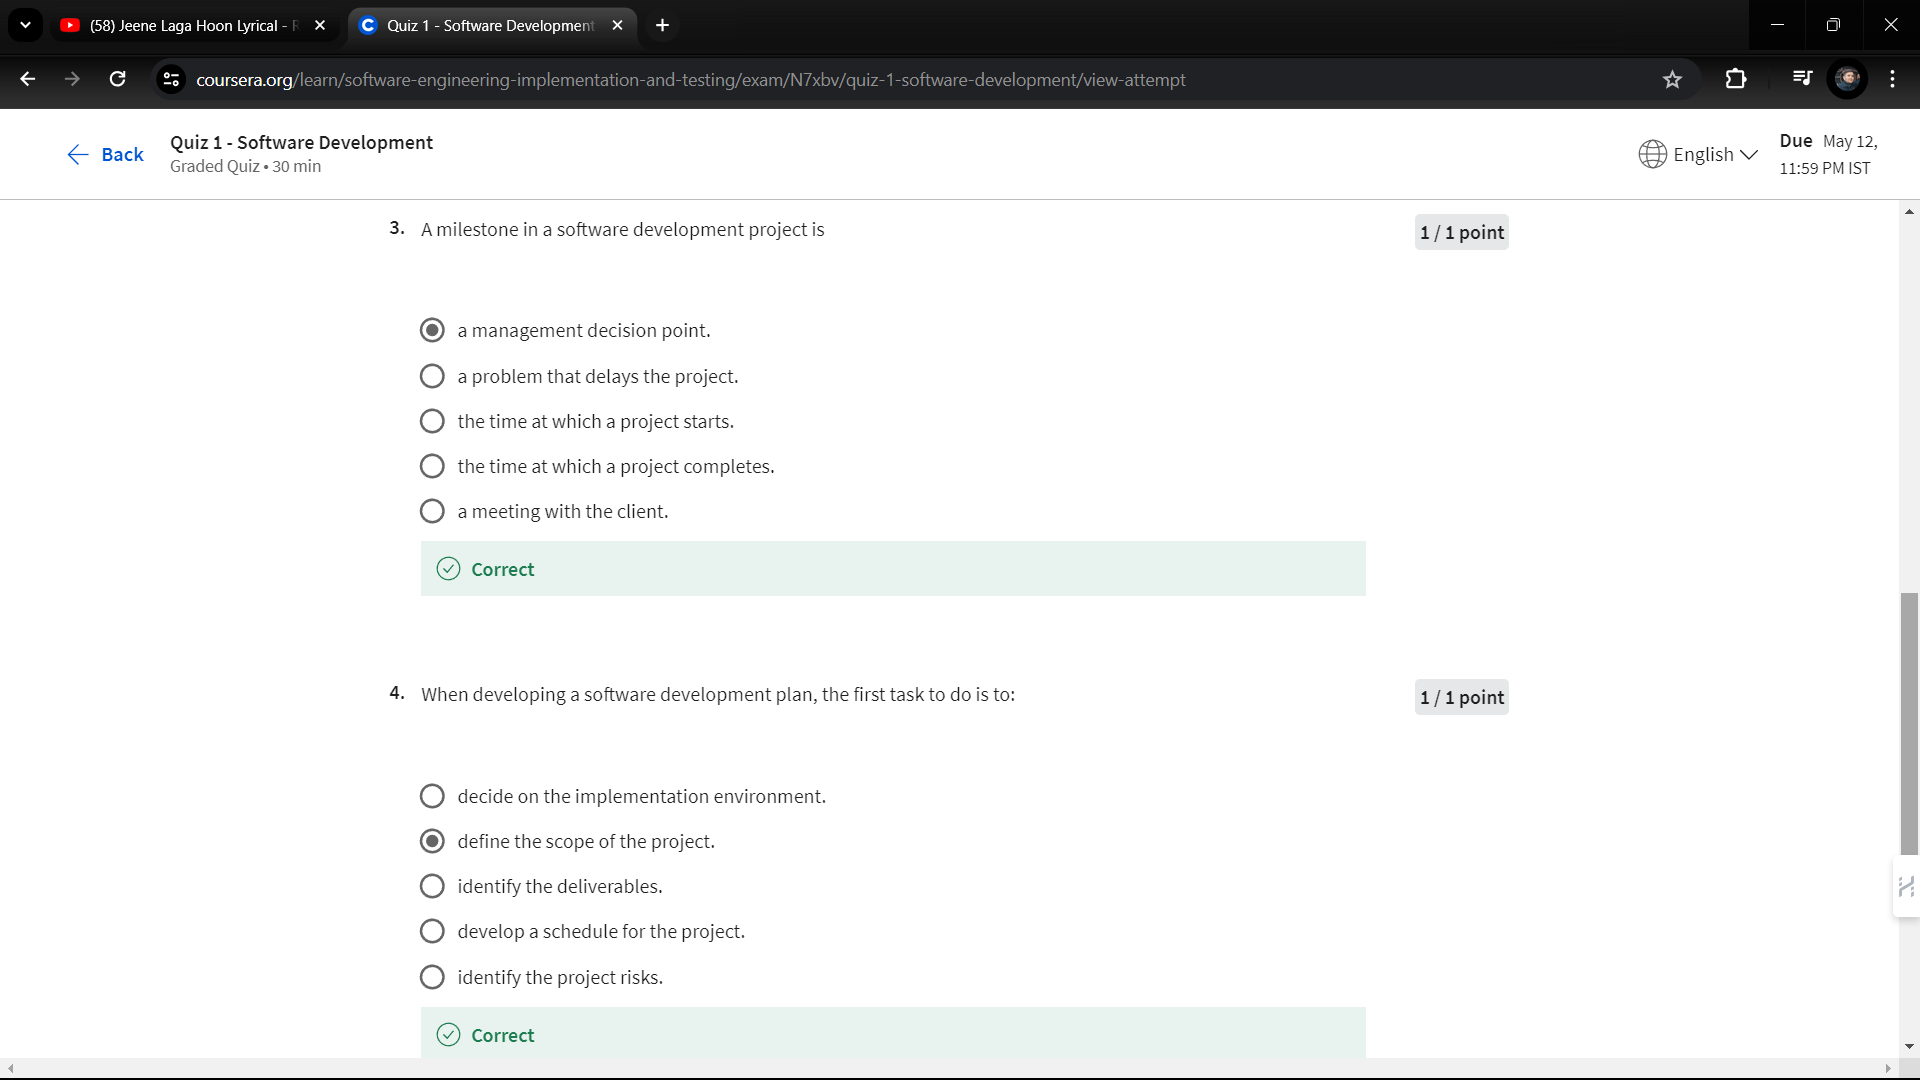 (58) Jeene Laga Hoon Lyrical -
Quiz 1 - Software Development
coursera.org/learn/software-engineering-implementation-and-testing/exam/N7xbv/quiz-1-software-development/view-attempt
Back
Quiz 1 - Software Development
Graded Quiz • 30 min
English
Due May 12,
11:59 PM IST
3. A milestone in a software development project is
1 / 1 point
a management decision point.
a problem that delays the project.
the time at which a project starts.
the time at which a project completes.
a meeting with the client.
Correct
4. When developing a software development plan, the first task to do is to:
1 / 1 point
decide on the implementation environment.
define the scope of the project.
identify the deliverables.
develop a schedule for the project.
identify the project risks.
Correct